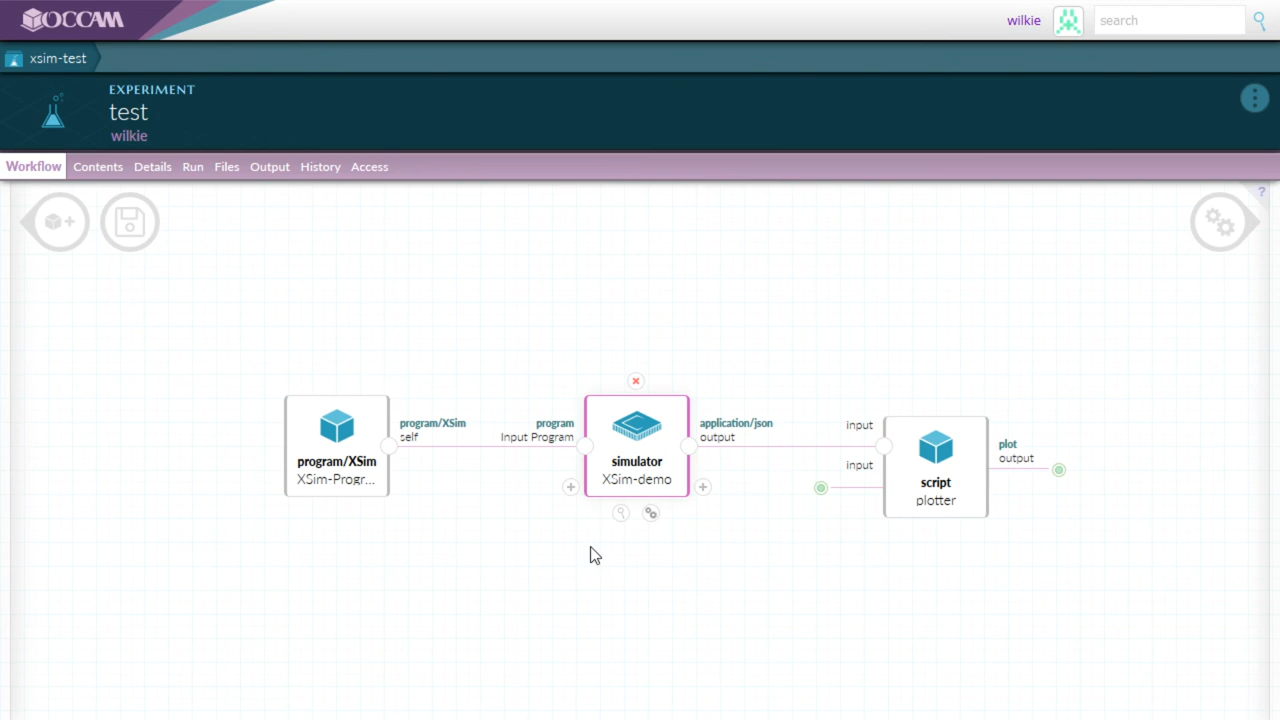 OCCAM
wilkie
search
xsim-test
EXPERIMENT
test
wilkie
Workflow Contents Details Run Files Output History Access
?
program/XSim
self
program
Input Program
application/json
output
input
input
plot
output
program/XSim
XSim-Progr...
simulator
XSim-demo
script
plotter